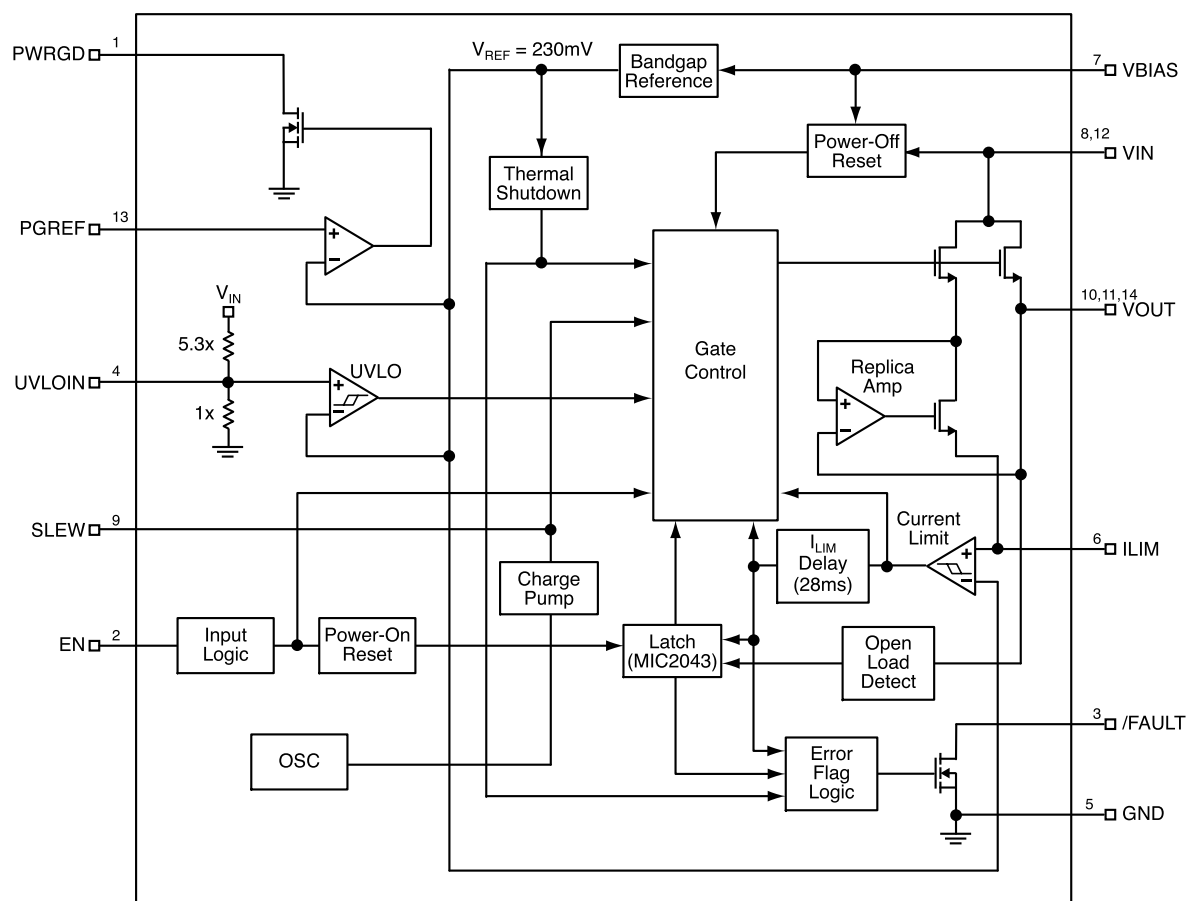 1
PWRGD
VREF = 230mV
Bandgap
Reference
7
VBIAS
Power-Off
Reset
8,12
VIN
Thermal
Shutdown
13
PGREF
VIN
5.3x
10,11,14
VOUT
Gate
Control
4
UVLOIN
UVLO
1x
Replica
Amp
9
SLEW
Current
Limit
6
ILIM
ILIM
Delay
(28ms)
Charge
Pump
2
EN
Input
Logic
Power-On
Reset
Latch
(MIC2043)
Open
Load
Detect
3
/FAULT
OSC
Error
Flag
Logic
5
GND